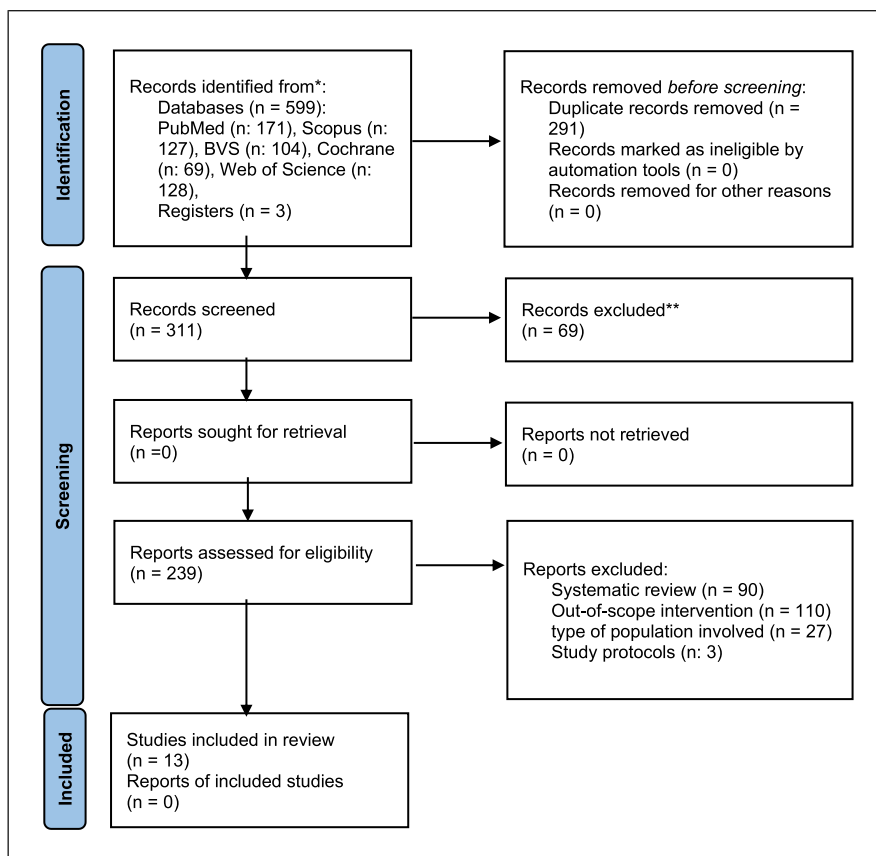 Identification
Records identified from*:
Databases (n = 599):
PubMed (n: 171), Scopus (n:
127), BVS (n: 104), Cochrane
(n: 69), Web of Science (n:
128),
Registers (n = 3)
Records removed before screening:
Duplicate records removed (n =
291)
Records marked as ineligible by
automation tools (n = 0)
Records removed for other reasons
(n = 0)
Screening
Records screened
(n = 311)
Records excluded**
(n = 69)
Reports sought for retrieval
(n =0)
Reports not retrieved
(n = 0)
Reports assessed for eligibility
(n = 239)
Reports excluded:
Systematic review (n = 90)
Out-of-scope intervention (n = 110)
type of population involved (n = 27)
Study protocols (n: 3)
Included
Studies included in review
(n = 13)
Reports of included studies
(n = 0)